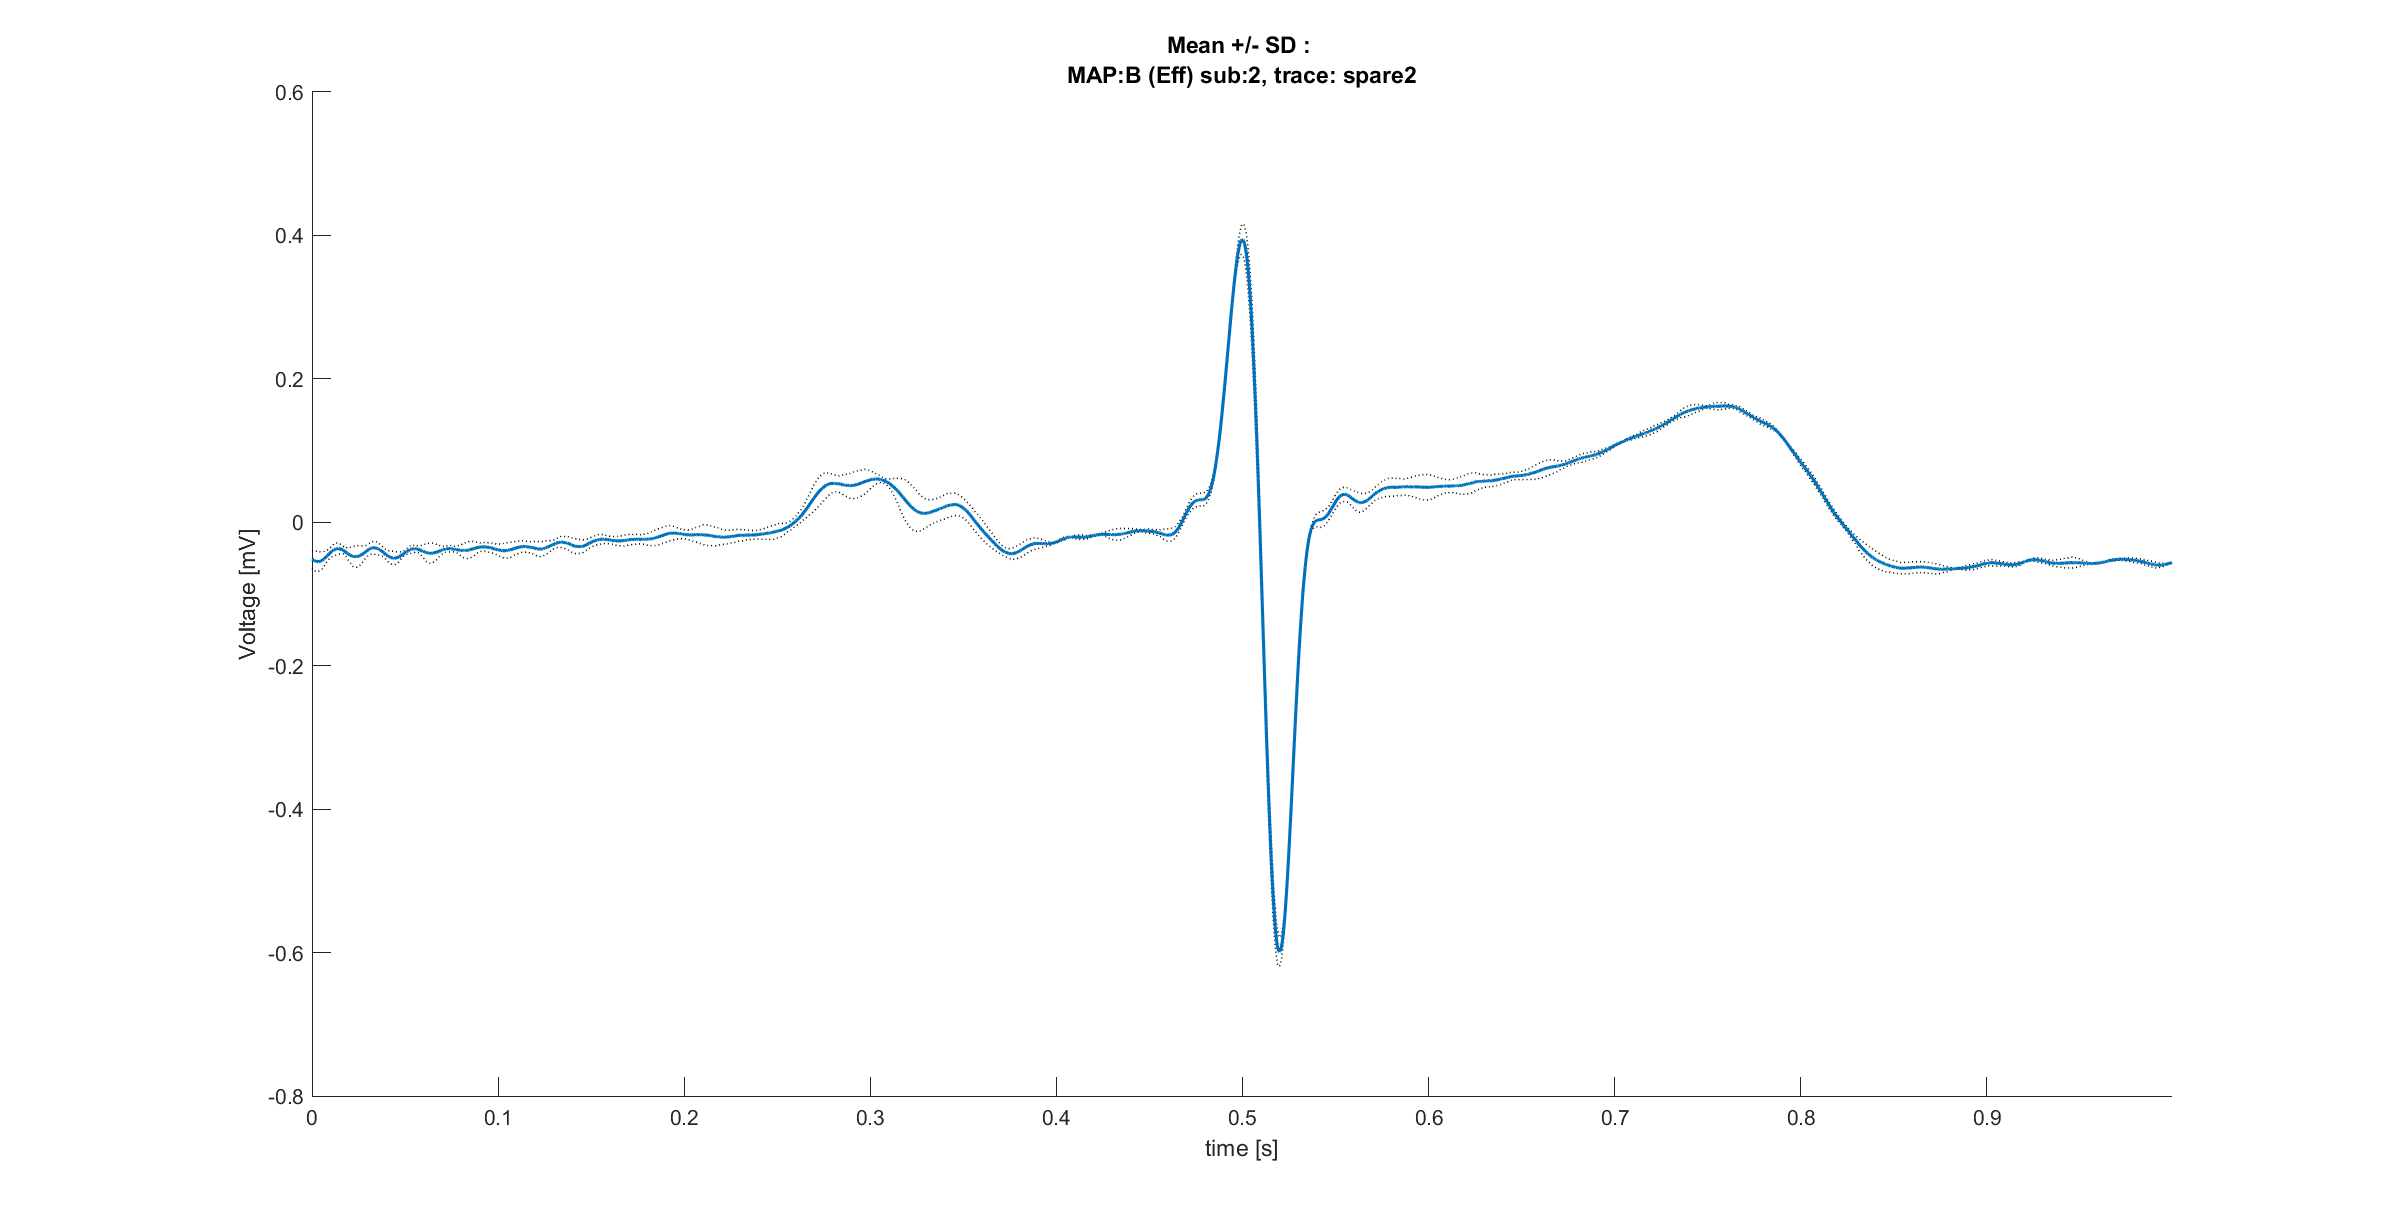 Mean +/- SD :
MAP:B (Eff) sub:2, trace: spare2
0.6
0.4
0.2
0
-0.2
-0.4
-0.6
-0.8
Voltage [mV]
0 0.1 0.2 0.3 0.4 0.5 0.6 0.7 0.8 0.9
time [s]